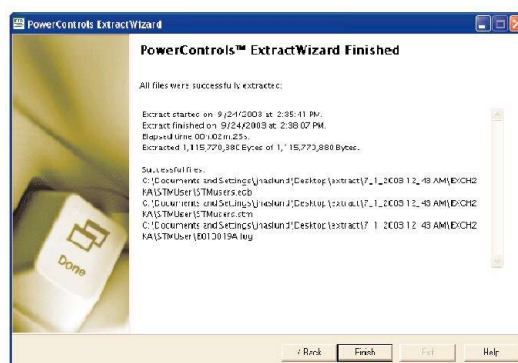 PowerControls ExtractWizard
PowerControls™ ExtractWizard Finished
All files were successfully extracted:
Extract started on 9/24/2003 at 2:35:41 PM.
Extract finished on 9/24/2003 at 2:38:07 PM.
Elapsed time 00h:02m:25s.
Extracted 1,115,770,880 Bytes of 1,115,770,880 Bytes.
Successful files:
C:\Documents and Settings\jnaslund\Desktop\extract\7_1_2003 12_43 AM\EXCH2
KA\STMUser\STMusers.edb
C:\Documents and Settings\jnaslund\Desktop\extract\7_1_2003 12_43 AM\EXCH2
KA\STMUser\STMusers.stm
C:\Documents and Settings\jnaslund\Desktop\extract\7_1_2003 12_43 AM\EXCH2
KA\STMUser\E010019A.log
Done
< Back
Finish
Exit
Help